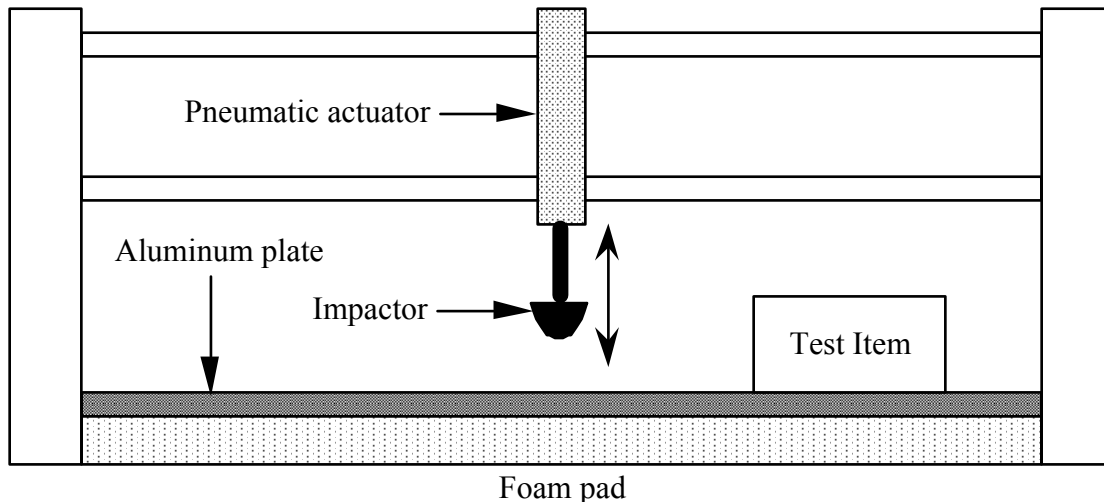 Pneumatic actuator
Aluminum plate
Impactor
Test Item
Foam pad